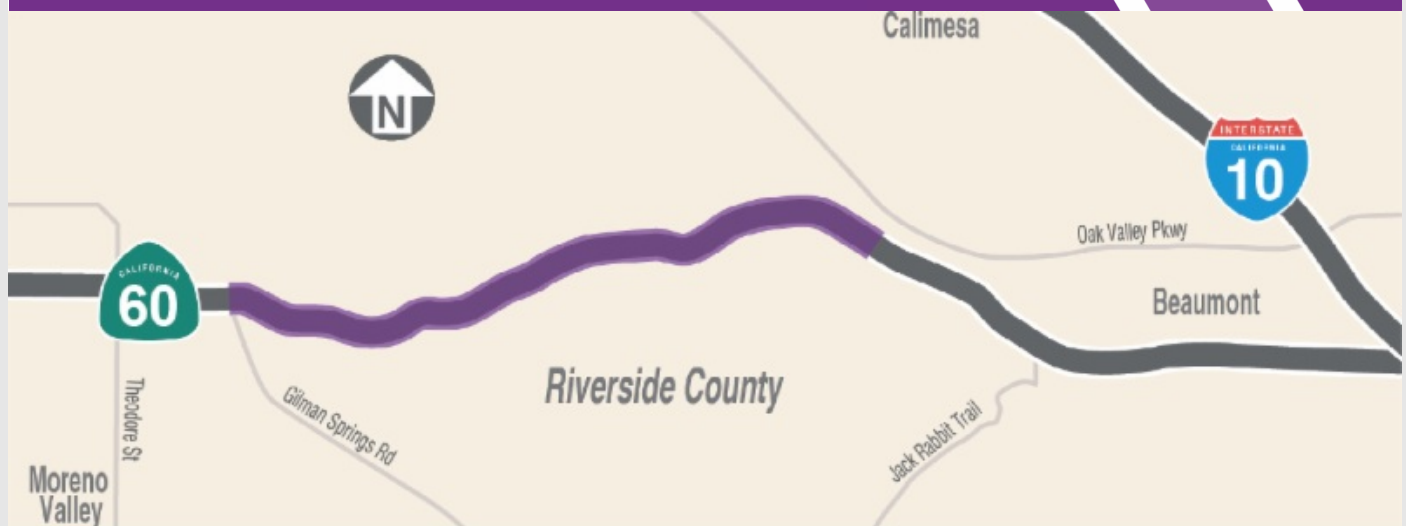 Calimesa
N
INTERSTATE
CALIFORNIA
10
Oak Valley Pkwy
CALIFORNIA
60
Beaumont
Riverside County
Theodore St
Gilman Springs Rd
Jack Rabbit Trail
Moreno
Valley